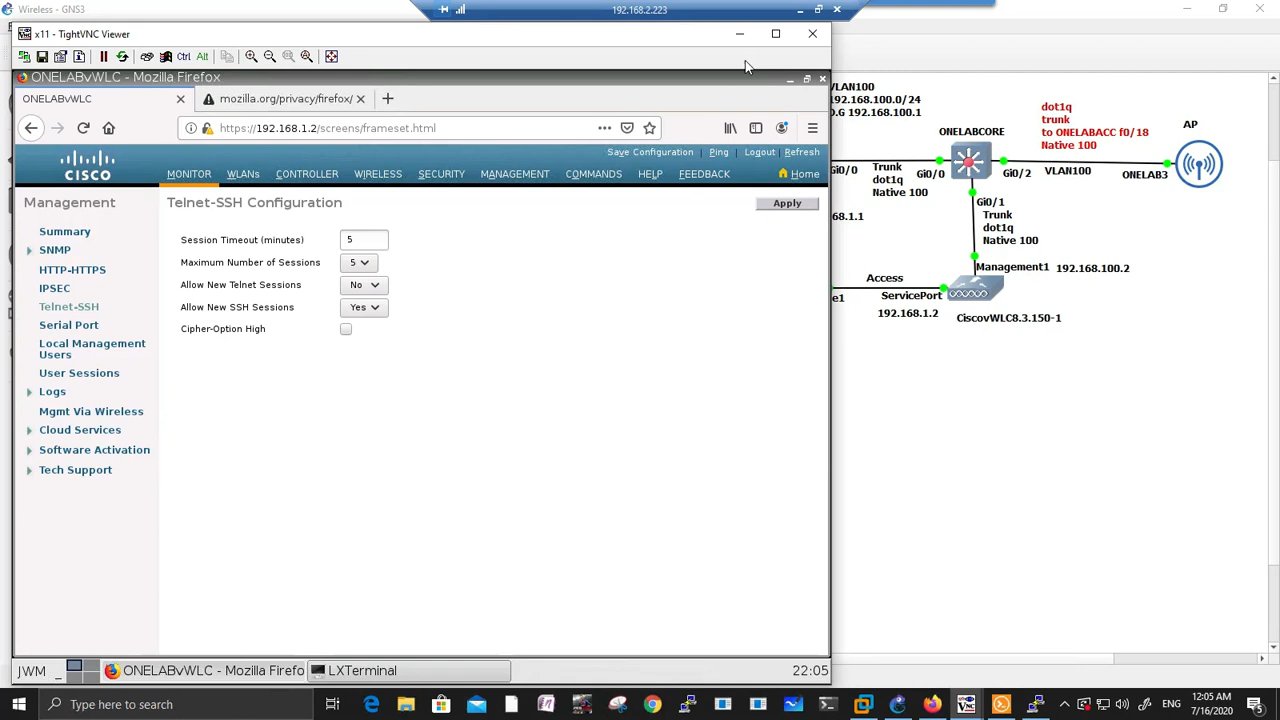 Wireless - GNS3
192.168.2.223
x11 - TightVNC Viewer
Ctrl Alt
ONELABvWLC - Mozilla Firefox
ONELABvWLC
mozilla.org/privacy/firefox/
https://192.168.1.2/screens/frameset.html
Save Configuration | Ping | Logout | Refresh
CISCO
MONITOR WLANs CONTROLLER WIRELESS SECURITY MANAGEMENT COMMANDS HELP FEEDBACK Home
Management
Summary
SNMP
HTTP-HTTPS
IPSEC
Telnet-SSH
Serial Port
Local Management
Users
User Sessions
Logs
Mgmt Via Wireless
Cloud Services
Software Activation
Tech Support
Telnet-SSH Configuration
Apply
Session Timeout (minutes) 5
Maximum Number of Sessions 5
Allow New Telnet Sessions No
Allow New SSH Sessions Yes
Cipher-Option High
JWM
ONELABvWLC - Mozilla Firefo
LXTerminal
22:05
VLAN100
192.168.100.0/24
D.G 192.168.100.1
ONELABCORE
dot1q
trunk
to ONELABACC f0/18
Native 100
AP
Gi0/0
Trunk
dot1q
Native 100
Gi0/0
Gi0/2
VLAN100
ONELAB3
Gi0/1
Trunk
dot1q
Native 100
68.1.1
Management1 192.168.100.2
e1
Access
ServicePort
192.168.1.2
CiscovWLC8.3.150-1
Type here to search
ENG
12:05 AM
7/16/2020